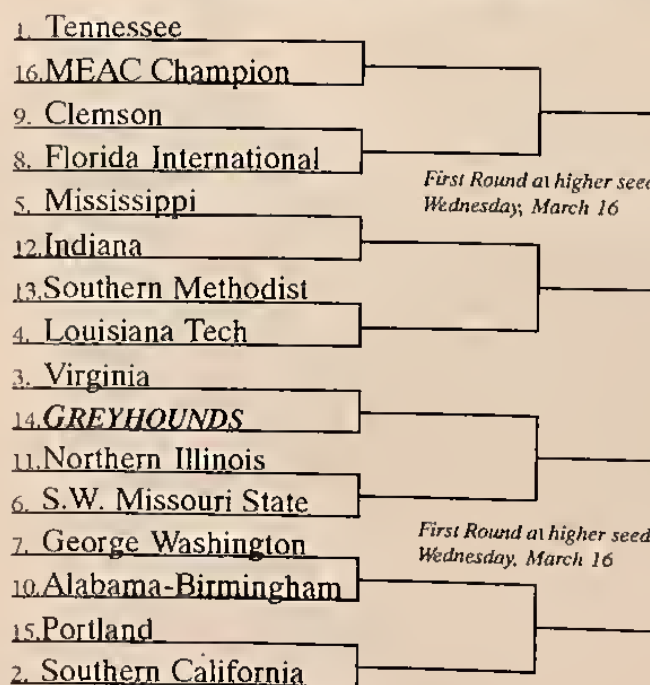 1. Tennessee
16. MEAC Champion
9. Clemson
8. Florida International
First Round at higher seed
Wednesday, March 16
5. Mississippi
12. Indiana
13. Southern Methodist
4. Louisiana Tech
3. Virginia
14. GREYHOUNDS
11. Northern Illinois
6. S.W. Missouri State
First Round at higher seed
Wednesday, March 16
7. George Washington
10. Alabama-Birmingham
15. Portland
2. Southern California